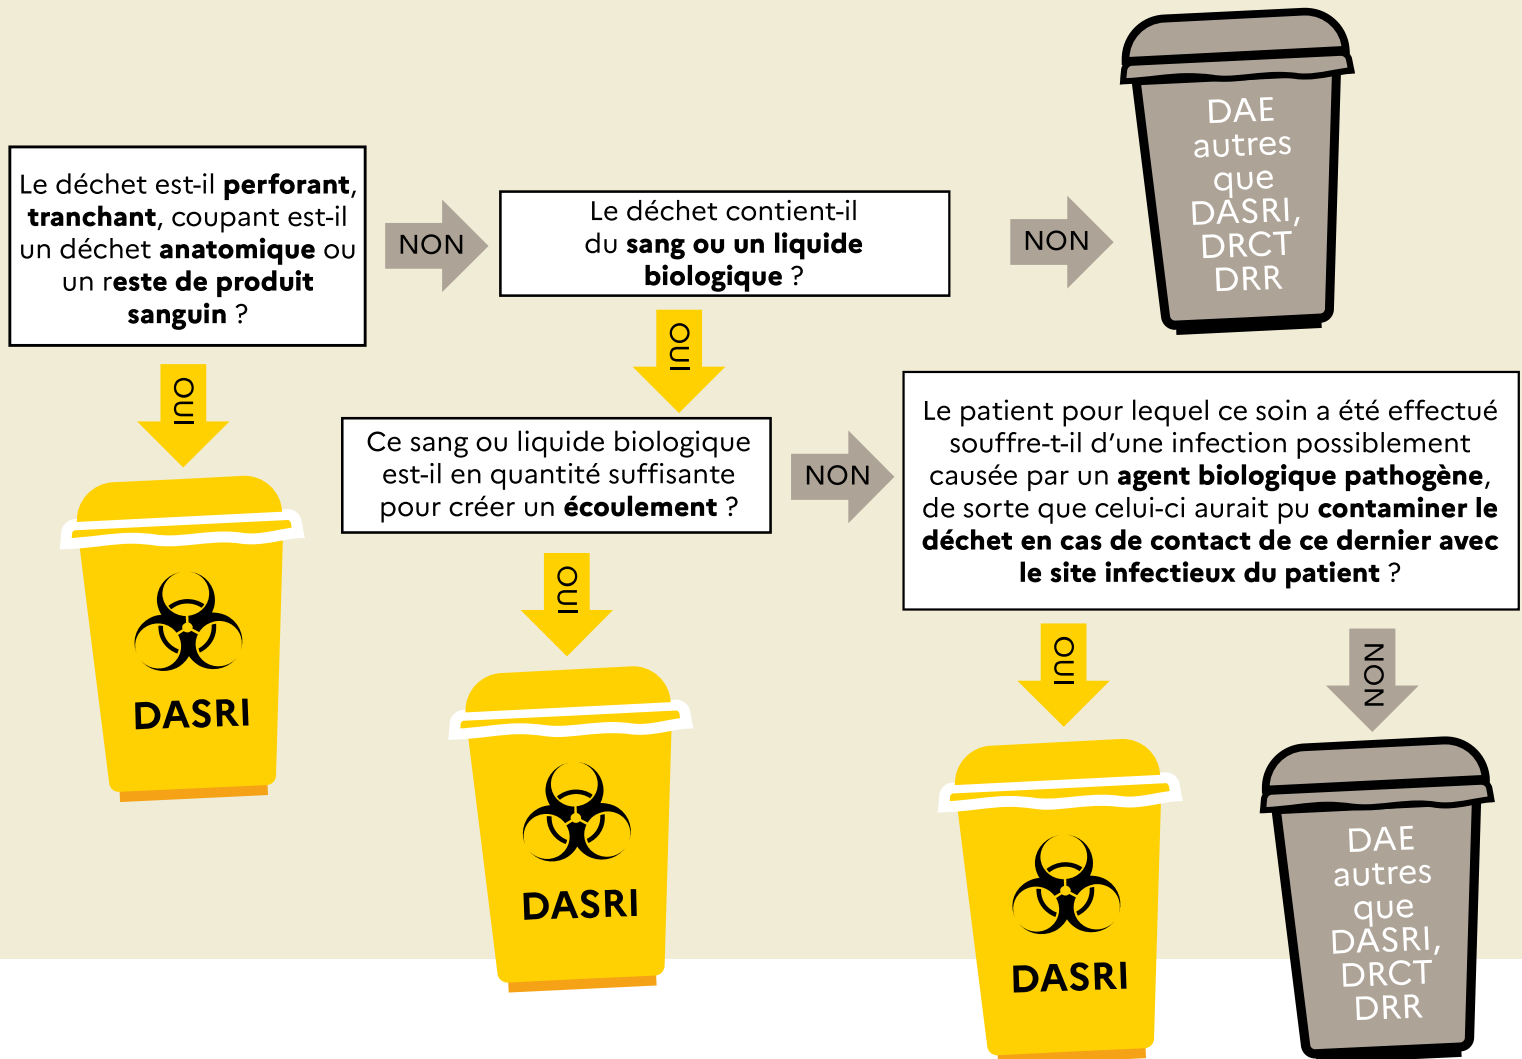 Le déchet est-il perforant,
tranchant, coupant est-il
un déchet anatomique ou
un reste de produit
sanguin ?
NON
Le déchet contient-il
du sang ou un liquide
biologique ?
NON
DAE
autres
que
DASRI,
DRCT
DRR
OUI
DASRI
OUI
Ce sang ou liquide biologique
est-il en quantité suffisante
pour créer un écoulement ?
NON
Le patient pour lequel ce soin a été effectué
souffre-t-il d'une infection possiblement
causée par un agent biologique pathogène,
de sorte que celui-ci aurait pu contaminer le
déchet en cas de contact de ce dernier avec
le site infectieux du patient ?
OUI
DASRI
OUI
DASRI
NON
DAE
autres
que
DASRI,
DRCT
DRR